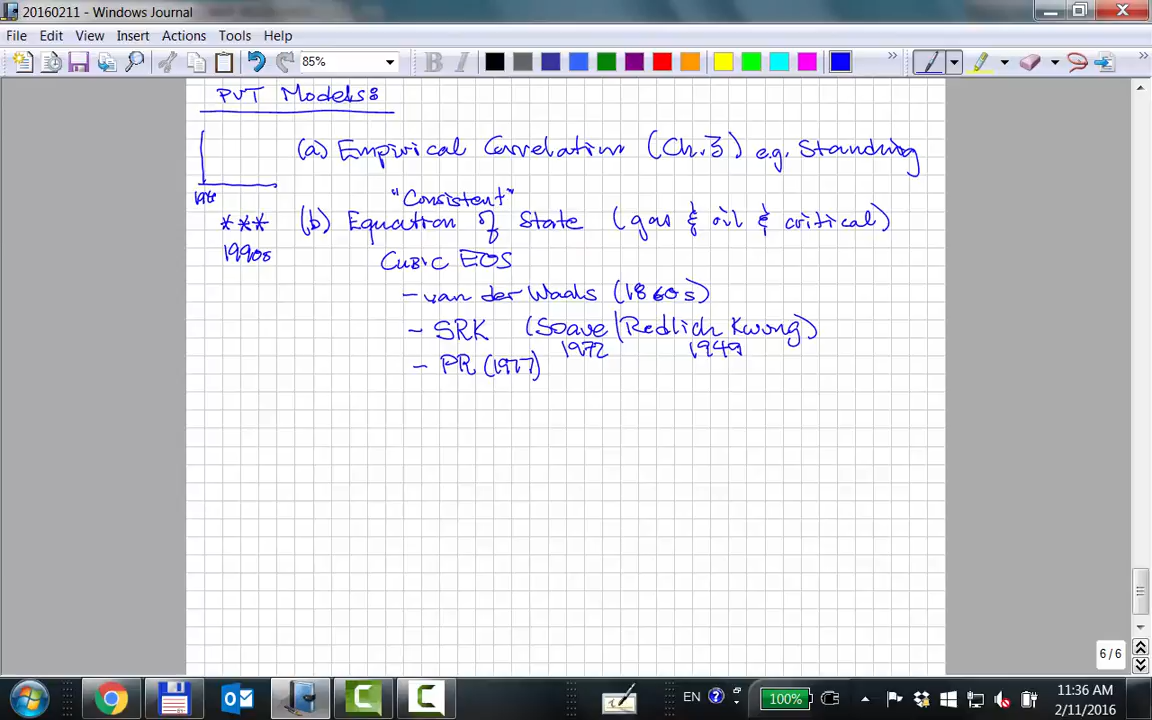 20160211 - Windows Journal
File Edit View Insert Actions Tools Help
85% B I
PVT Models:
(a) Empirical Correlation (Ch.3) e.g. Standing
"Consistent"
*** (b) Equation of State (gas & oil & critical)
1990s
Cubic EOS
- van der Waals (1860s)
- SRK (Soave/Redlich Kwong)
1972 1949
- PR (1977)
6 / 6
EN 100% 11:36 AM
2/11/2016